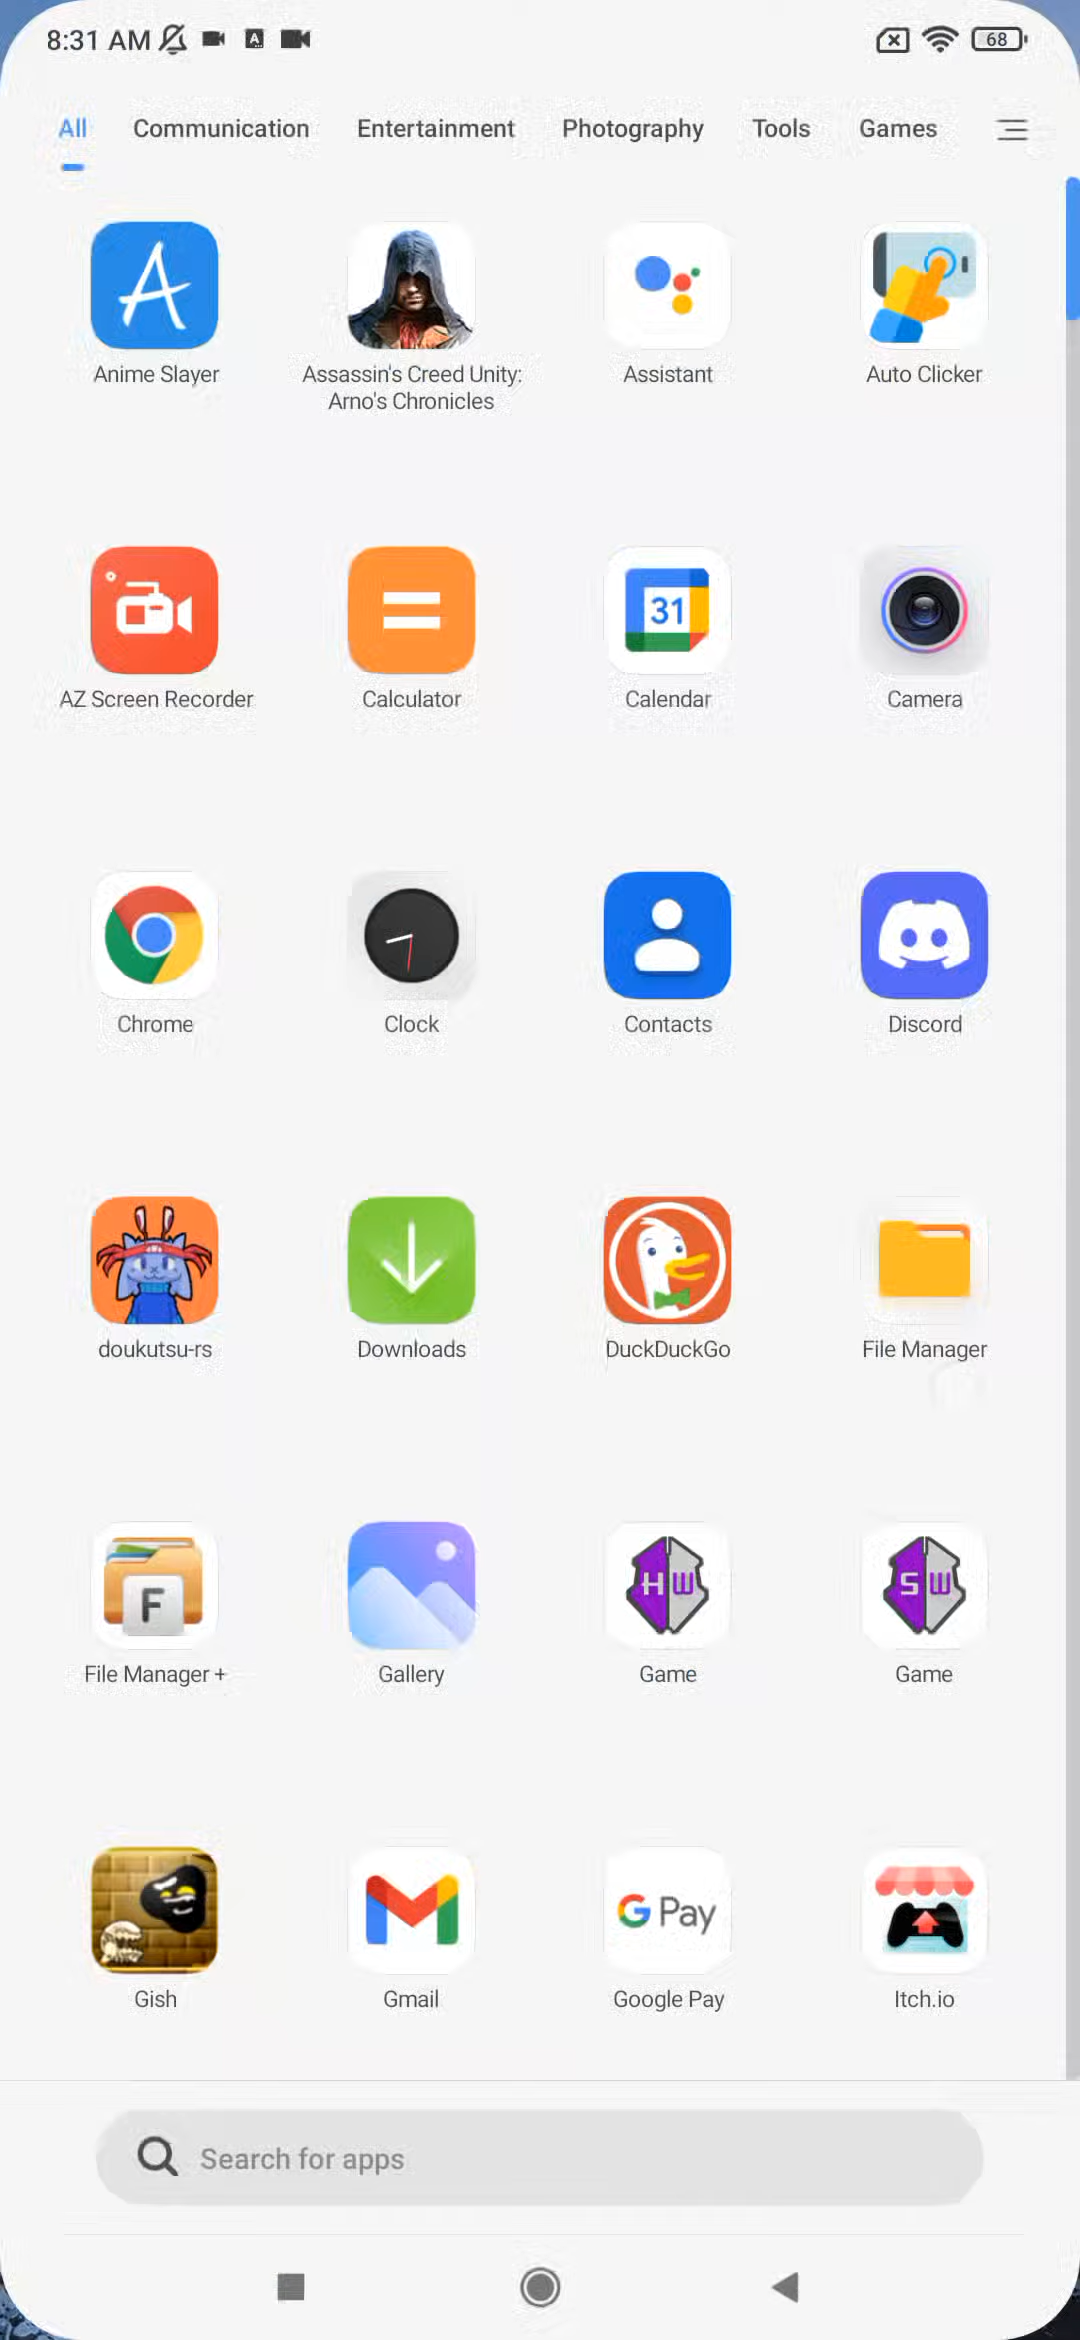 8:31 AM
68
All Communication Entertainment Photography Tools Games
Anime Slayer
Assassin's Creed Unity:
Arno's Chronicles
Assistant
Auto Clicker
AZ Screen Recorder
Calculator
31
Calendar
Camera
Chrome
Clock
Contacts
Discord
doukutsu-rs
Downloads
DuckDuckGo
File Manager
F
File Manager +
Gallery
HW
Game
SW
Game
Gish
Gmail
G Pay
Google Pay
Itch.io
Search for apps